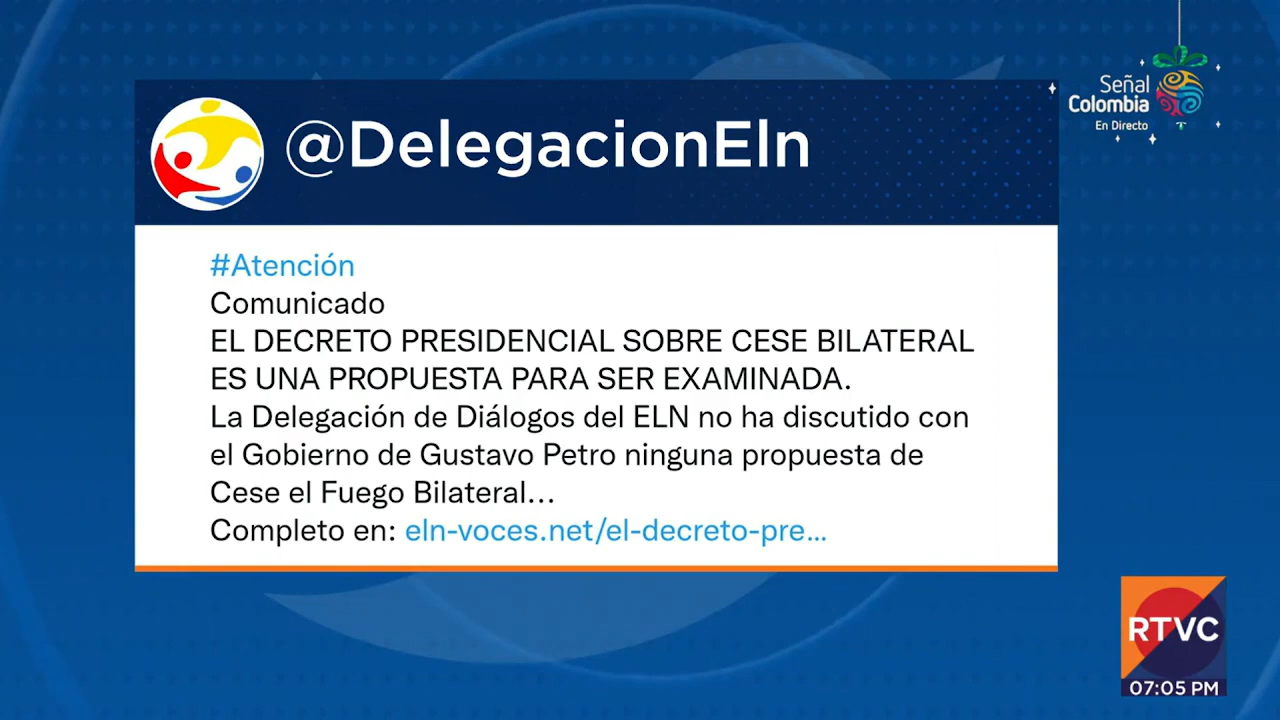 Señal
Colombia
En Directo
@DelegacionEln
#Atención
Comunicado
EL DECRETO PRESIDENCIAL SOBRE CESE BILATERAL
ES UNA PROPUESTA PARA SER EXAMINADA.
La Delegación de Diálogos del ELN no ha discutido con
el Gobierno de Gustavo Petro ninguna propuesta de
Cese el Fuego Bilateral...
Completo en: eln-voces.net/el-decreto-pre...
RTVC
07:05 PM